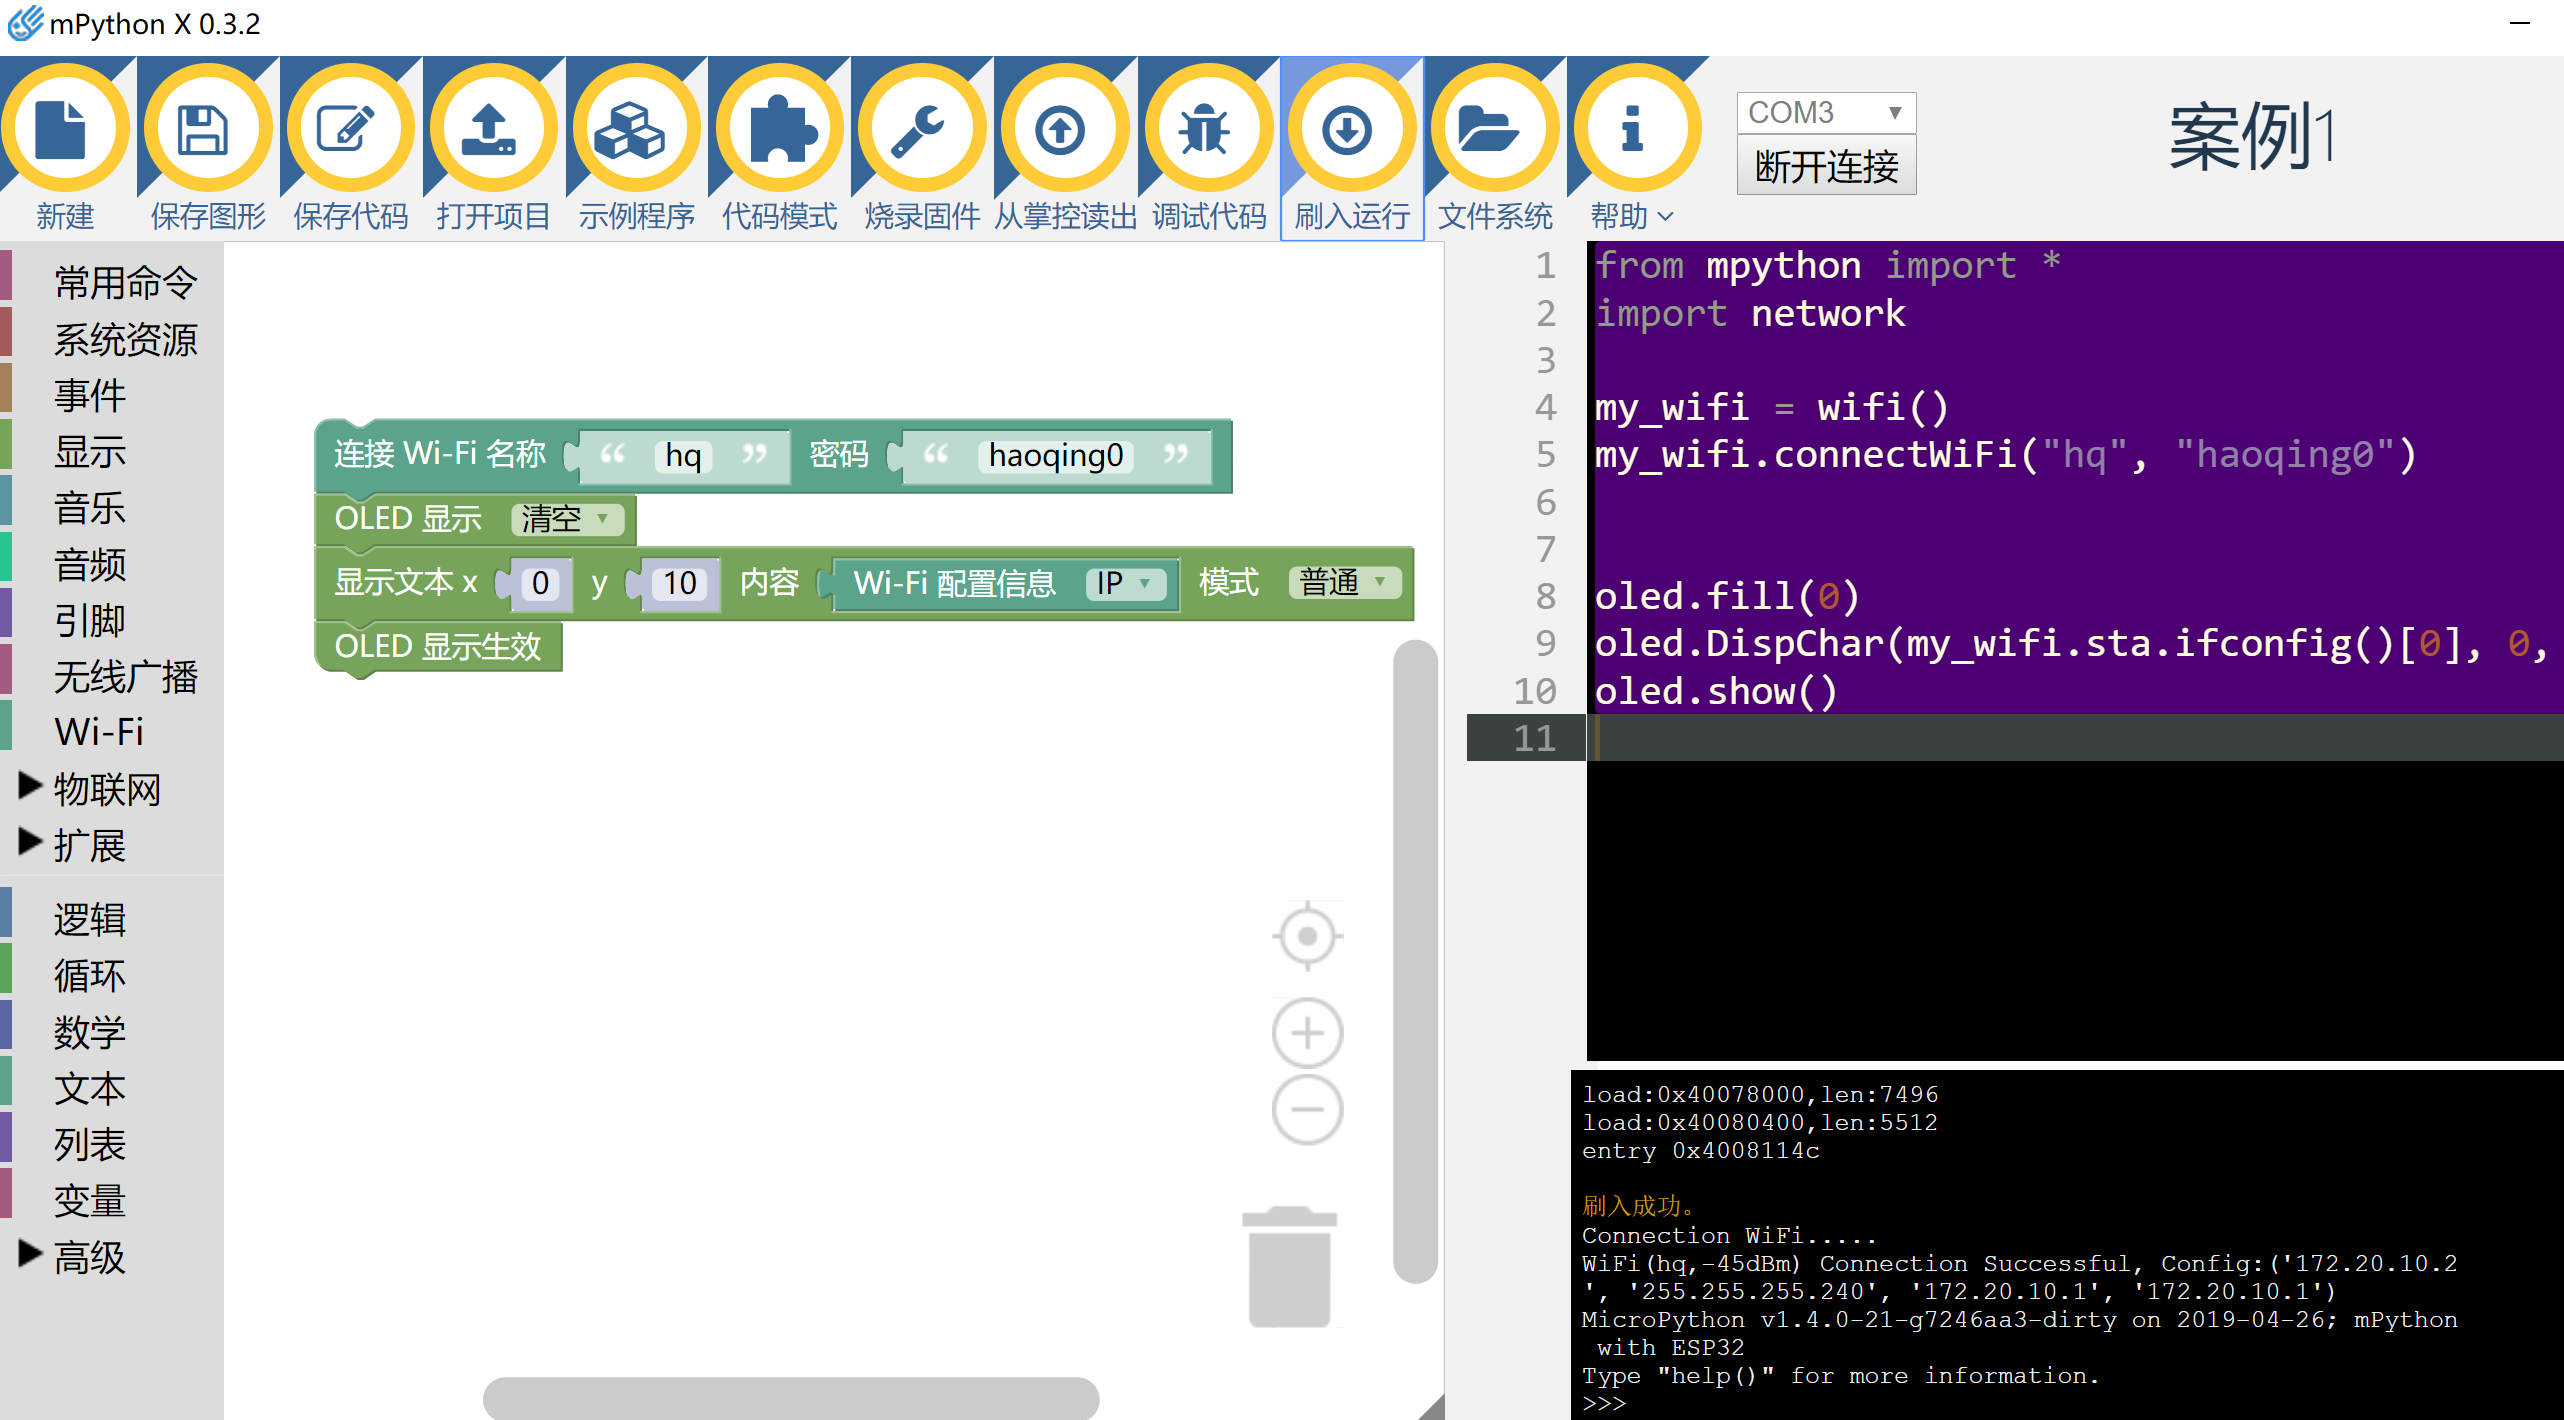 mPython X 0.3.2
新建
保存图形
保存代码
打开项目
示例程序
代码模式
烧录固件
从掌控读出
调试代码
刷入运行
文件系统
帮助
COM3
断开连接
案例1
常用命令
系统资源
事件
显示
音乐
音频
引脚
无线广播
Wi-Fi
物联网
扩展
逻辑
循环
数学
文本
列表
变量
高级
连接 Wi-Fi 名称 “ hq ” 密码 “ haoqing0 ”
OLED 显示 清空
显示文本 x 0 y 10 内容 Wi-Fi 配置信息 IP 模式 普通
OLED 显示生效
1 from mpython import *
2 import network
3
4 my_wifi = wifi()
5 my_wifi.connectWiFi("hq", "haoqing0")
6
7
8 oled.fill(0)
9 oled.DispChar(my_wifi.sta.ifconfig()[0], 0,
10 oled.show()
11
load:0x40078000,len:7496
load:0x40080400,len:5512
entry 0x4008114c
刷入成功。
Connection WiFi.....
WiFi(hq,-45dBm) Connection Successful, Config:('172.20.10.2
', '255.255.255.240', '172.20.10.1', '172.20.10.1')
MicroPython v1.4.0-21-g7246aa3-dirty on 2019-04-26; mPython
with ESP32
Type "help()" for more information.
>>>